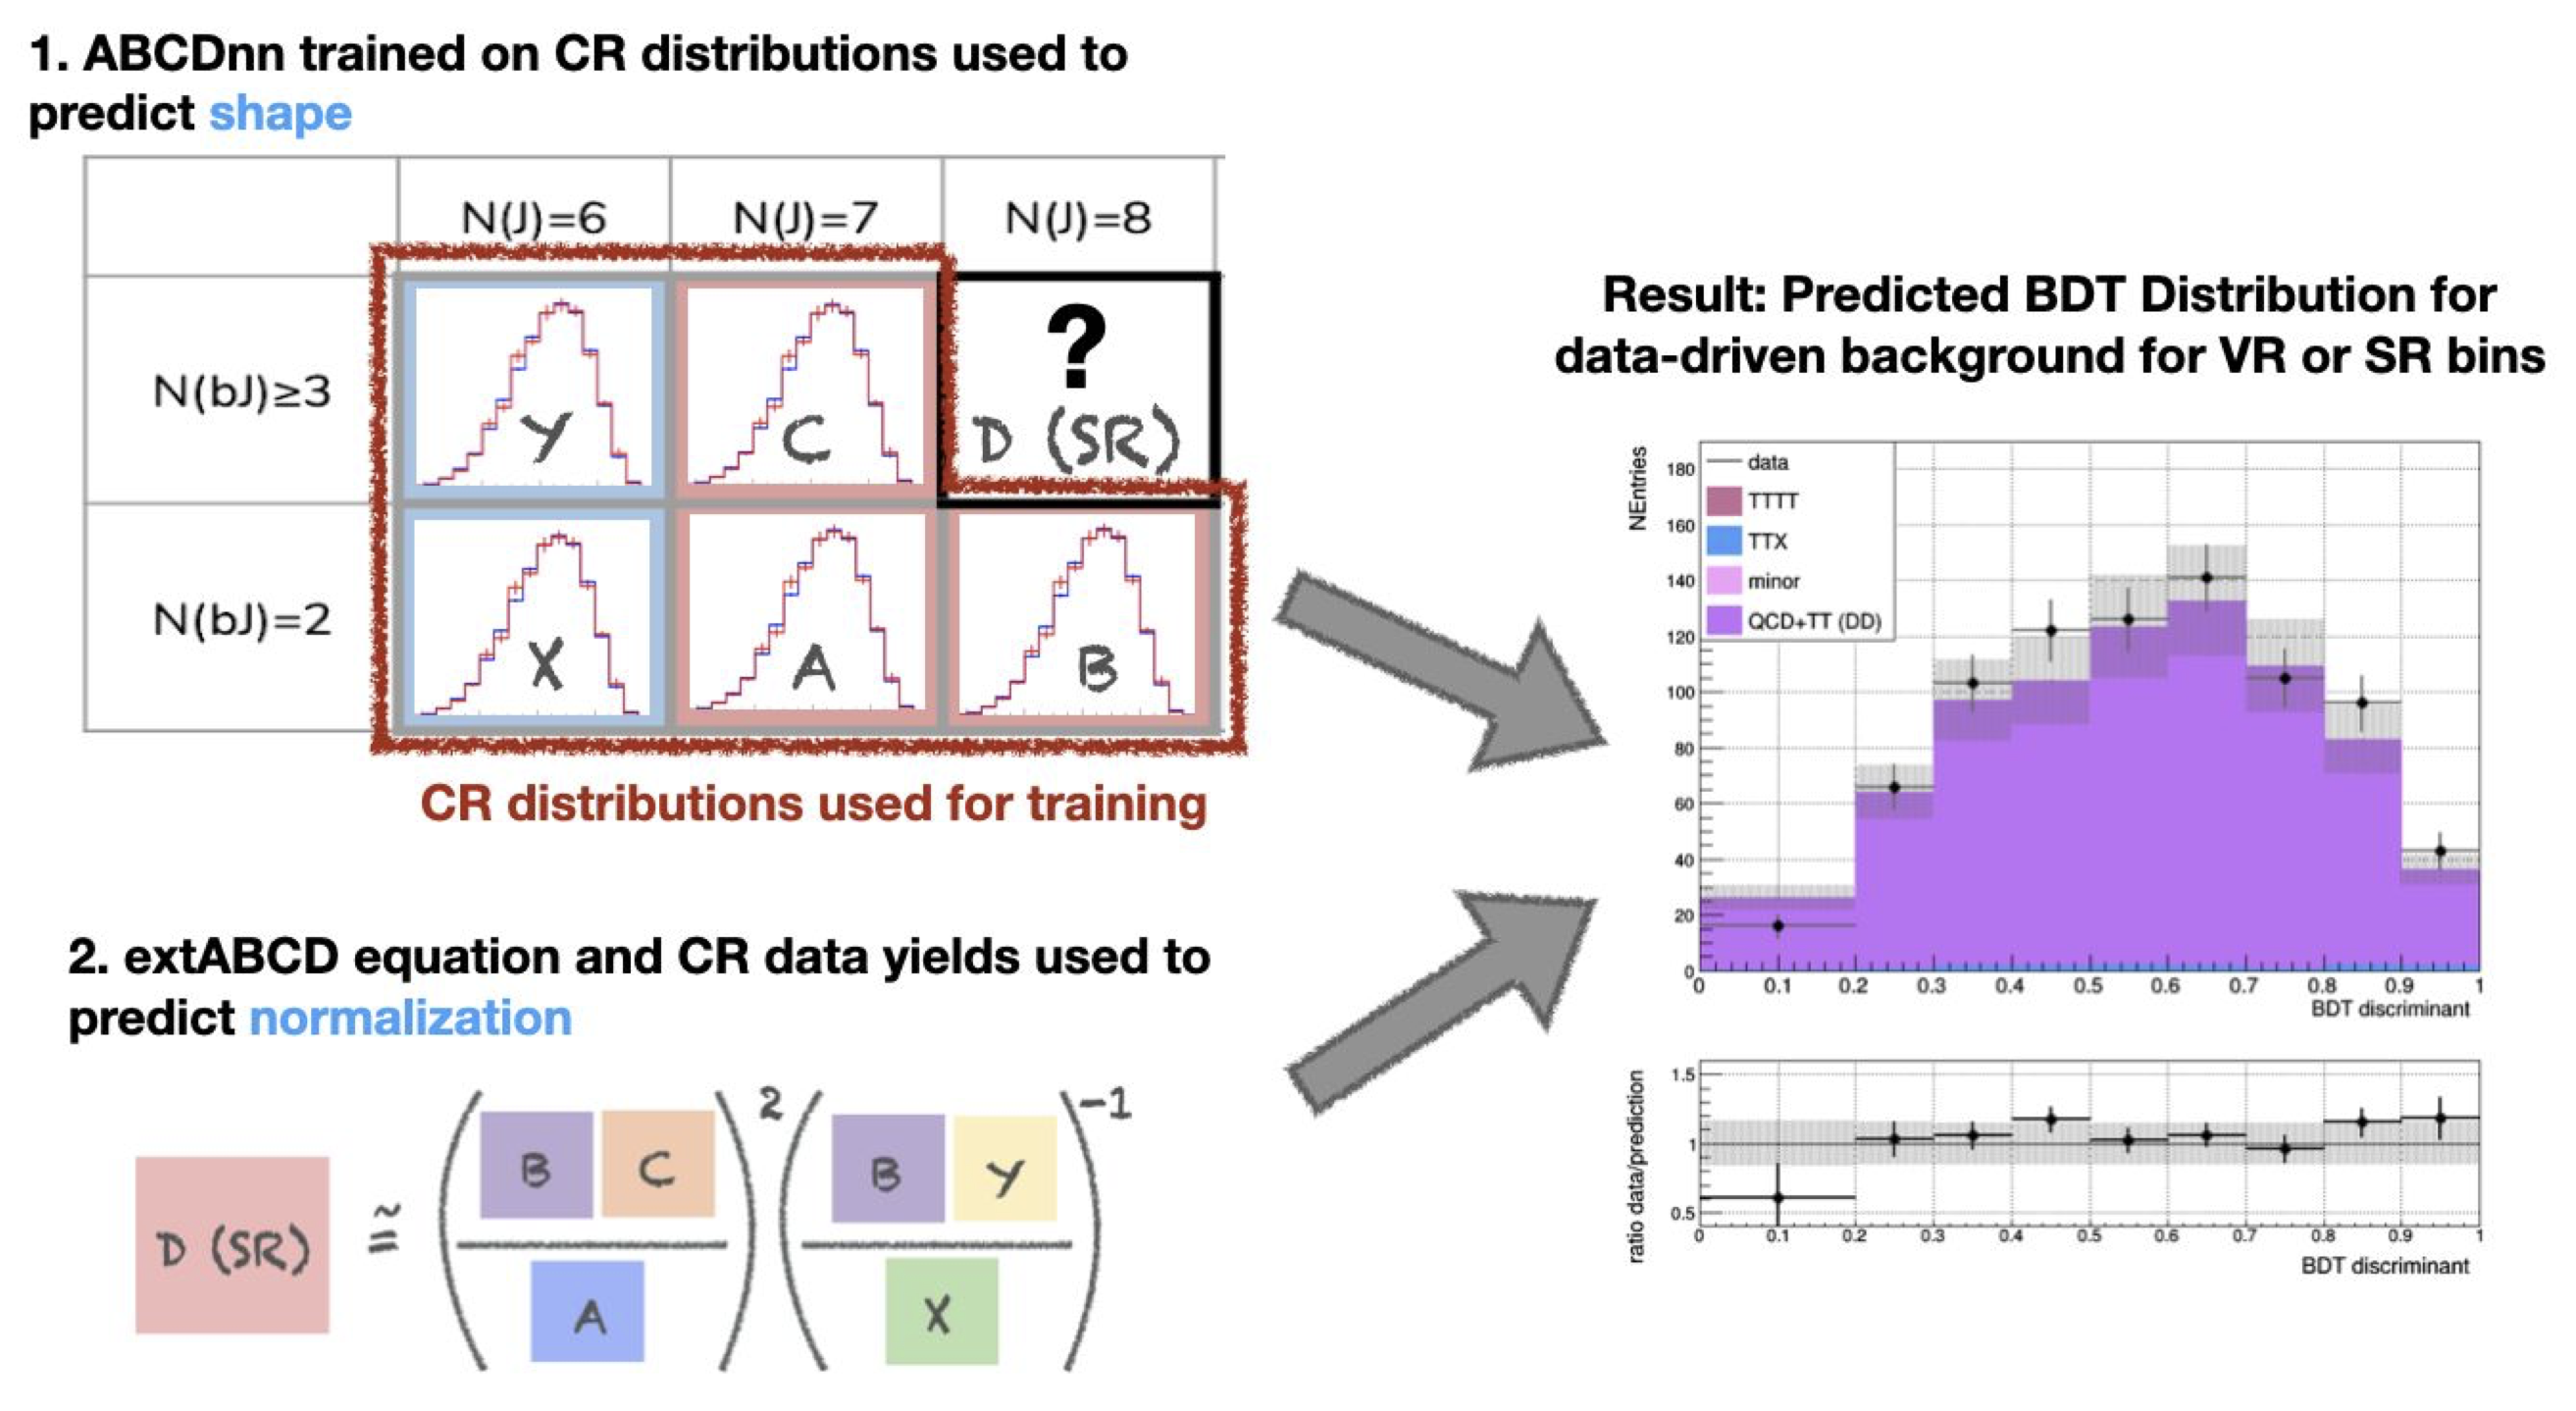 1. ABCDnn trained on CR distributions used to
predict shape
N(J)=6 N(J)=7 N(J)=8
N(bJ)≥3
Y C ? D (SR)
N(bJ)=2
X A B
CR distributions used for training
2. extABCD equation and CR data yields used to
predict normalization
D (SR) ≅ ( B C / A )² ( B Y / X )⁻¹
Result: Predicted BDT Distribution for
data-driven background for VR or SR bins
NEntries
data
TTTT
TTX
minor
QCD+TT (DD)
180
160
140
120
100
80
60
40
20
0
0 0.1 0.2 0.3 0.4 0.5 0.6 0.7 0.8 0.9 1
BDT discriminant
ratio data/prediction
1.5
1
0.5
0 0.1 0.2 0.3 0.4 0.5 0.6 0.7 0.8 0.9 1
BDT discriminant